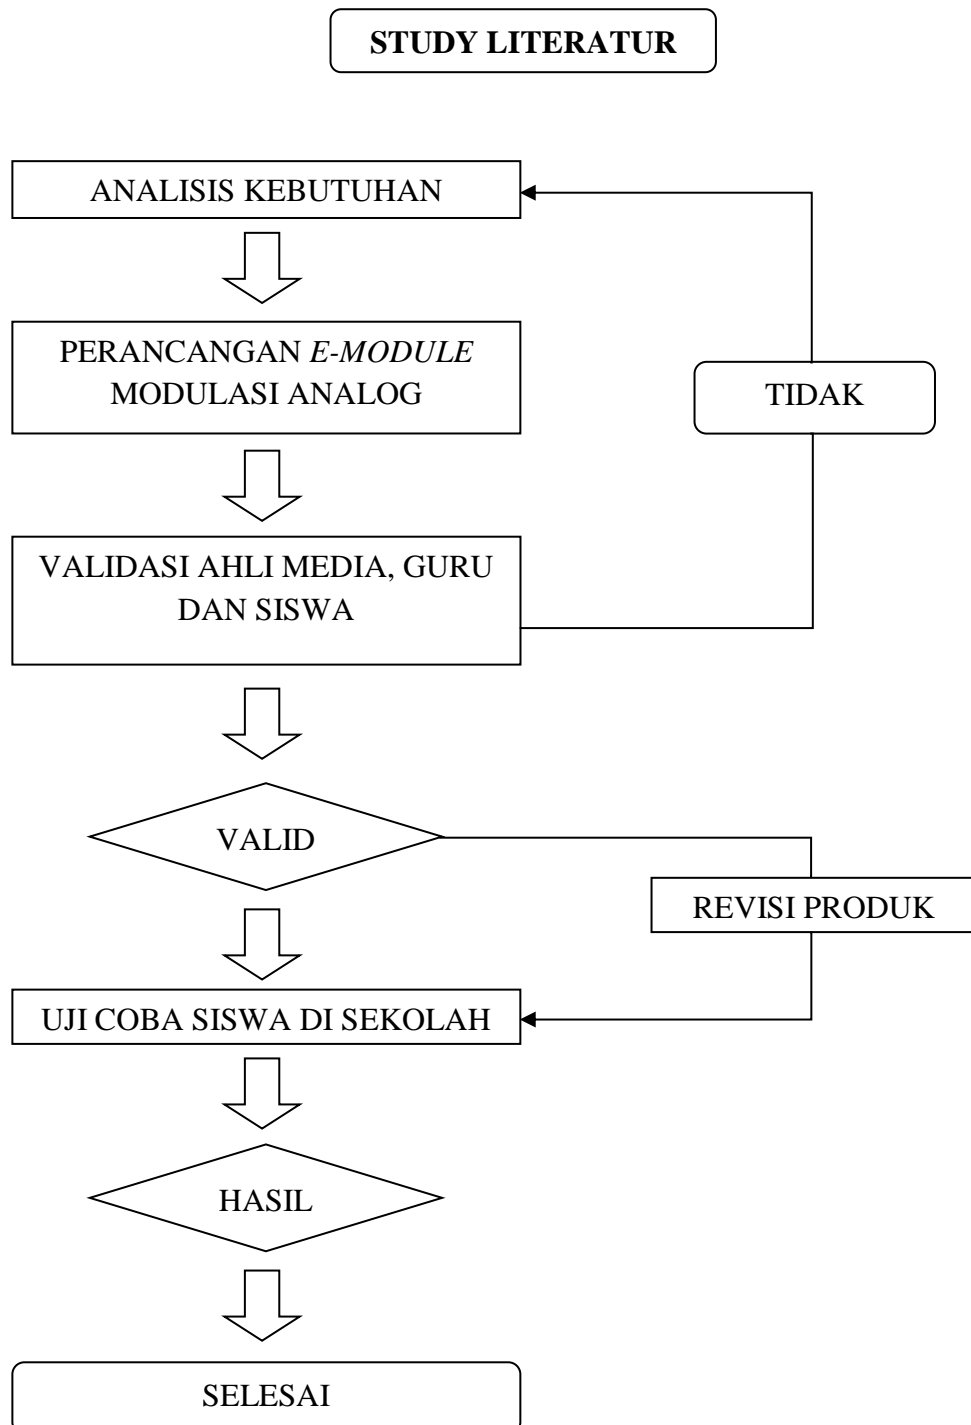 STUDY LITERATUR
ANALISIS KEBUTUHAN
PERANCANGAN E-MODULE
MODULASI ANALOG
TIDAK
VALIDASI AHLI MEDIA, GURU
DAN SISWA
VALID
REVISI PRODUK
UJI COBA SISWA DI SEKOLAH
HASIL
SELESAI